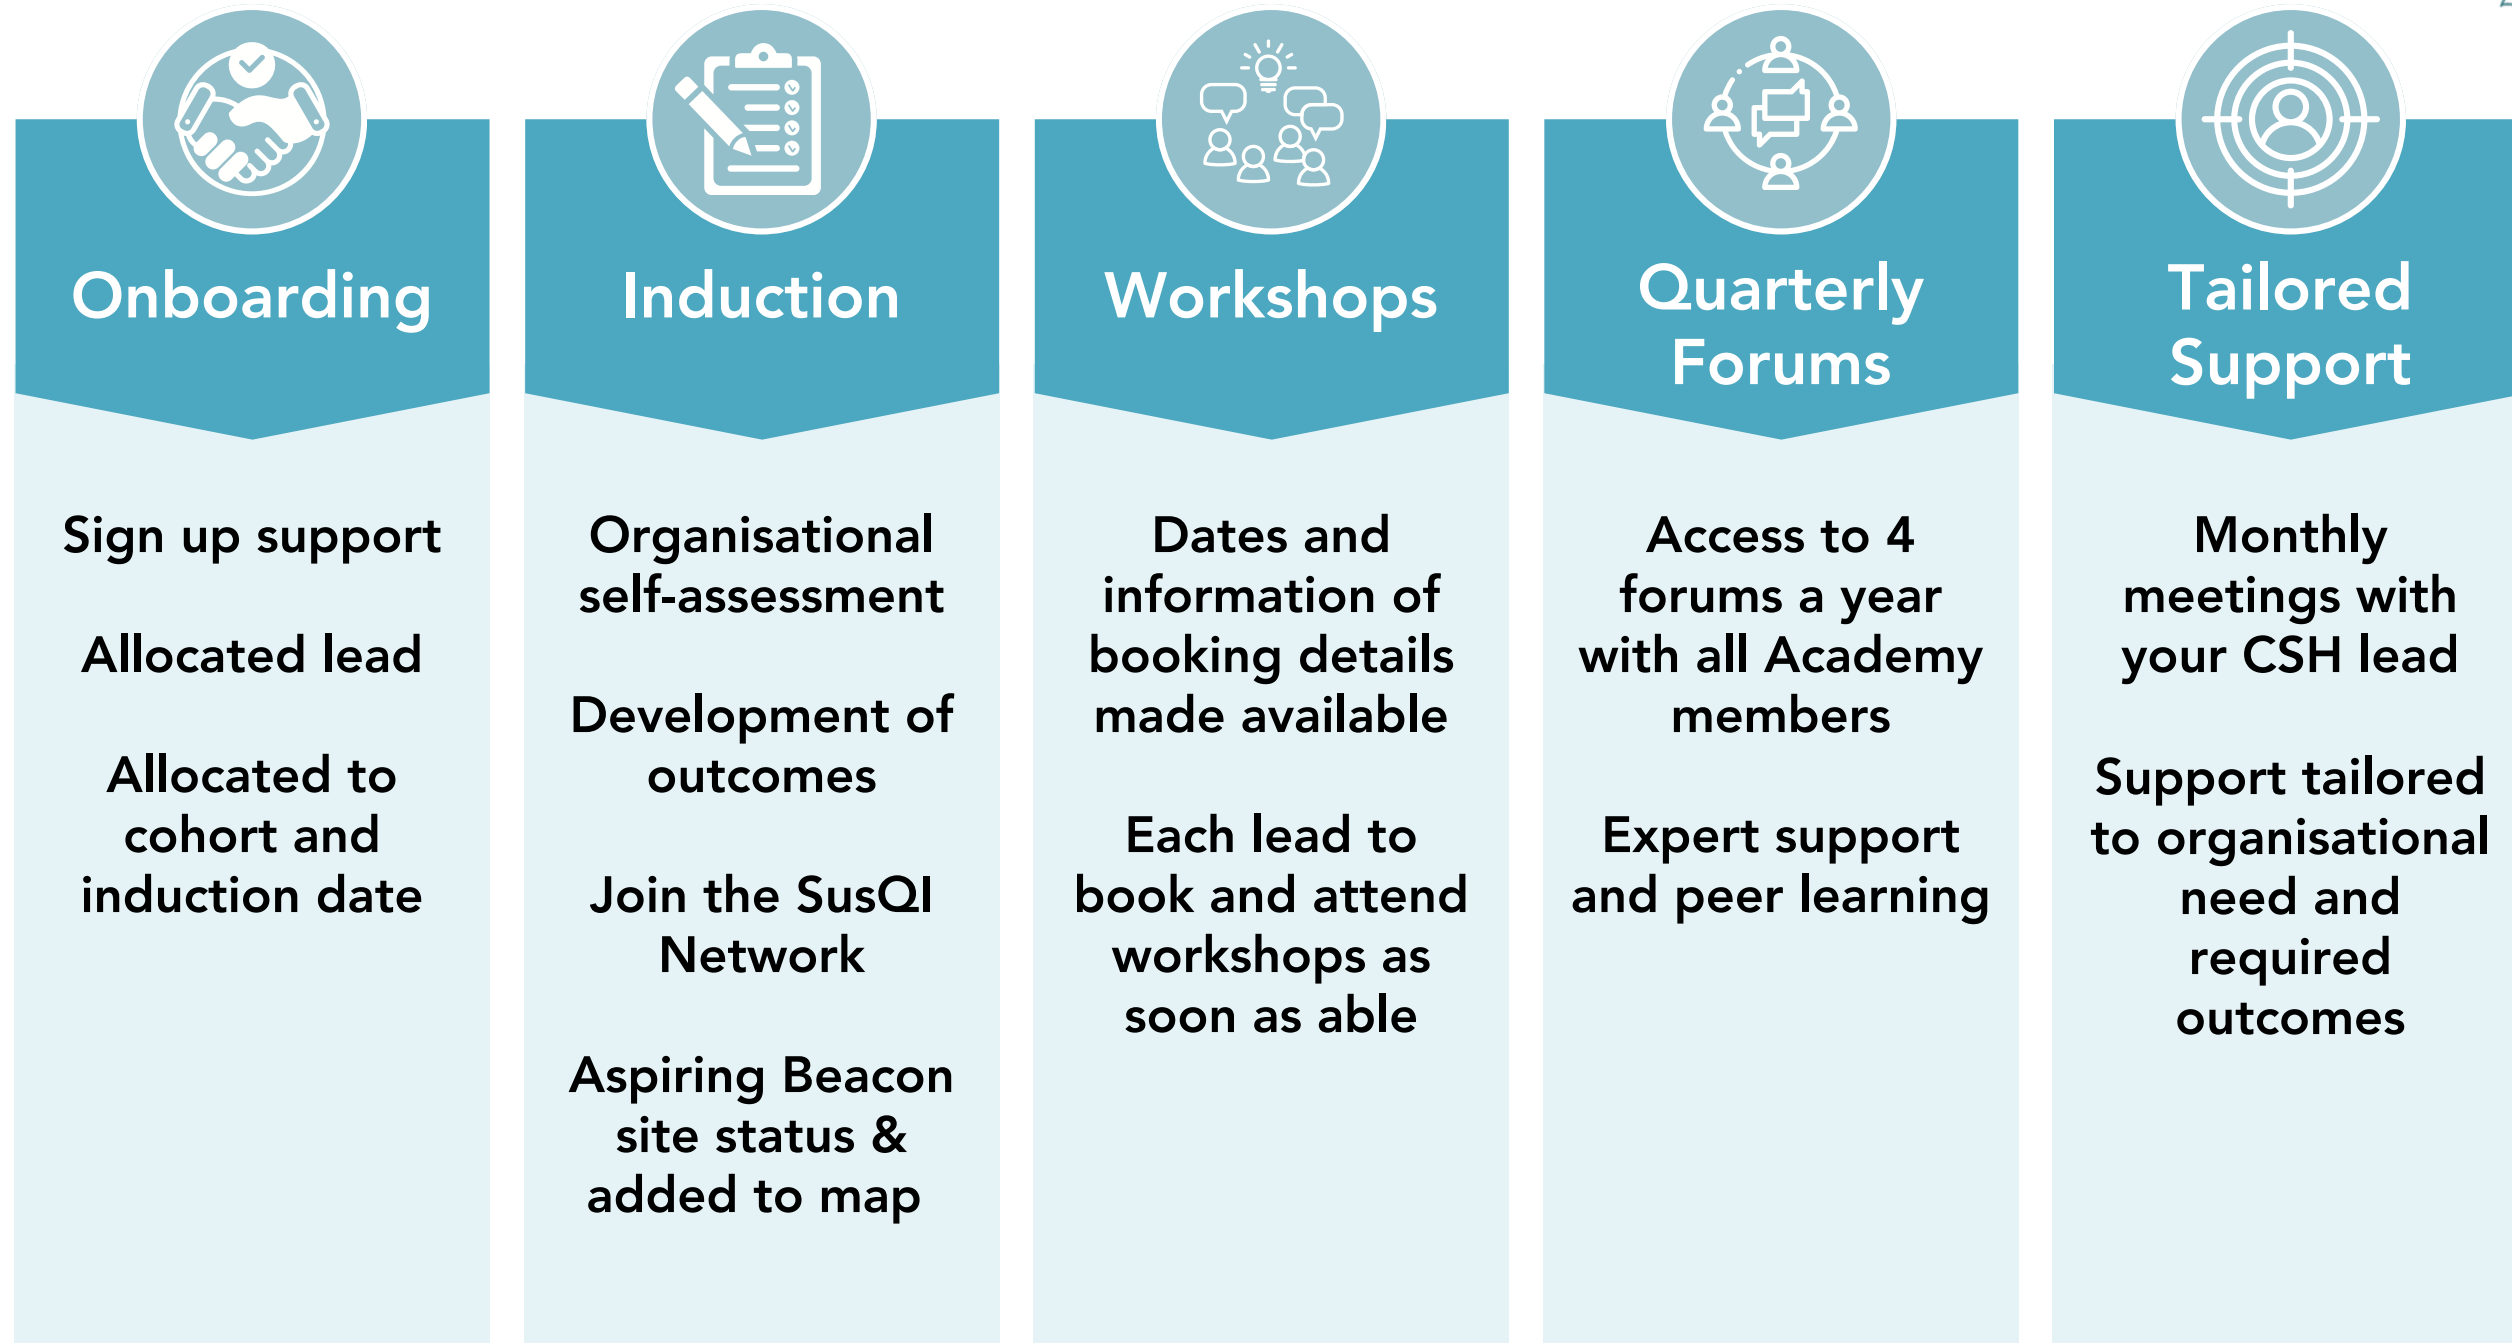 Onboarding
Sign up support
Allocated lead
Allocated to
cohort and
induction date
Induction
Organisational
self-assessment
Development of
outcomes
Join the SusQI
Network
Aspiring Beacon
site status &
added to map
Workshops
Dates and
information of
booking details
made available
Each lead to
book and attend
workshops as
soon as able
Quarterly
Forums
Access to 4
forums a year
with all Academy
members
Expert support
and peer learning
Tailored
Support
Monthly
meetings with
your CSH lead
Support tailored
to organisational
need and
required
outcomes